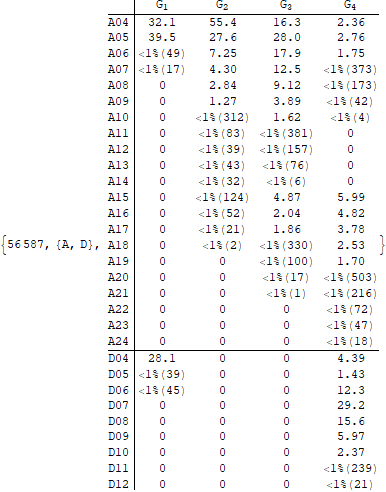 G1 G2 G3 G4
A04 32.1 55.4 16.3 2.36
A05 39.5 27.6 28.0 2.76
A06 <1%(49) 7.25 17.9 1.75
A07 <1%(17) 4.30 12.5 <1%(373)
A08 0 2.84 9.12 <1%(173)
A09 0 1.27 3.89 <1%(42)
A10 0 <1%(312) 1.62 <1%(4)
A11 0 <1%(83) <1%(381) 0
A12 0 <1%(39) <1%(157) 0
A13 0 <1%(43) <1%(76) 0
A14 0 <1%(32) <1%(6) 0
A15 0 <1%(124) 4.87 5.99
A16 0 <1%(52) 2.04 4.82
A17 0 <1%(21) 1.86 3.78
{56587, {A, D}, A18 0 <1%(2) <1%(330) 2.53 }
A19 0 0 <1%(100) 1.70
A20 0 0 <1%(17) <1%(503)
A21 0 0 <1%(1) <1%(216)
A22 0 0 0 <1%(72)
A23 0 0 0 <1%(47)
A24 0 0 0 <1%(18)
D04 28.1 0 0 4.39
D05 <1%(39) 0 0 1.43
D06 <1%(45) 0 0 12.3
D07 0 0 0 29.2
D08 0 0 0 15.6
D09 0 0 0 5.97
D10 0 0 0 2.37
D11 0 0 0 <1%(239)
D12 0 0 0 <1%(21)